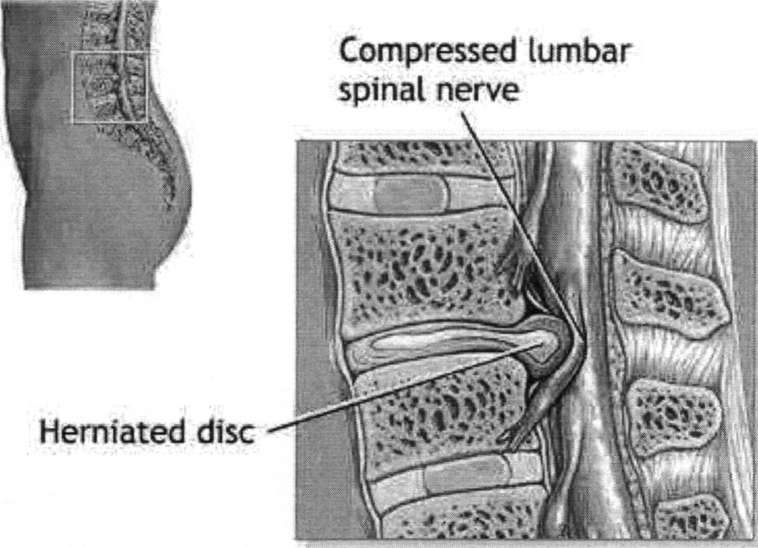 Compressed lumbar
spinal nerve
Herniated disc